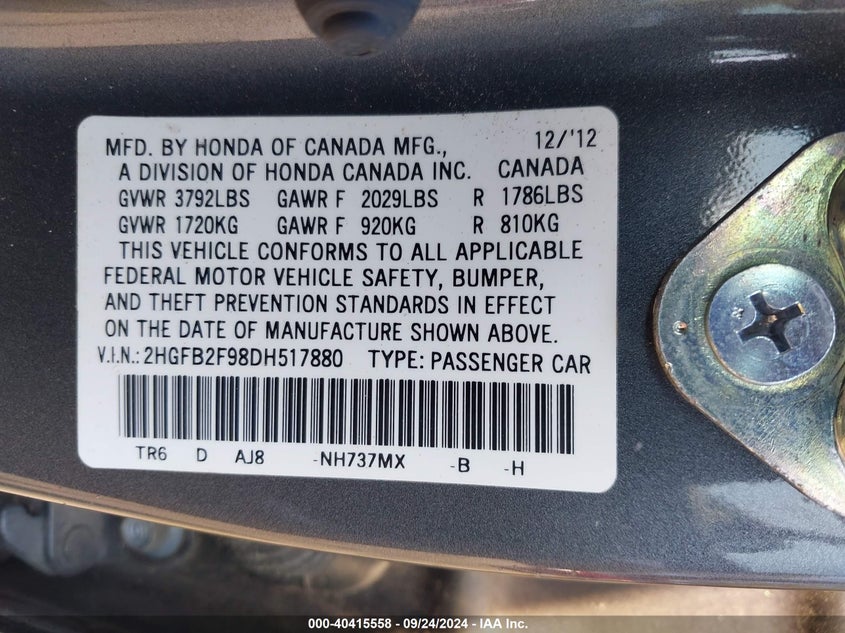 MFD. BY HONDA OF CANADA MFG., 12/'12
A DIVISION OF HONDA CANADA INC. CANADA
GVWR 3792LBS GAWR F 2029LBS R 1786LBS
GVWR 1720KG GAWR F 920KG R 810KG
THIS VEHICLE CONFORMS TO ALL APPLICABLE
FEDERAL MOTOR VEHICLE SAFETY, BUMPER,
AND THEFT PREVENTION STANDARDS IN EFFECT
ON THE DATE OF MANUFACTURE SHOWN ABOVE.
V.I.N.: 2HGFB2F98DH517880 TYPE: PASSENGER CAR
TR6 D AJ8 -NH737MX -B -H
000-40415558 - 09/24/2024 - IAA Inc.